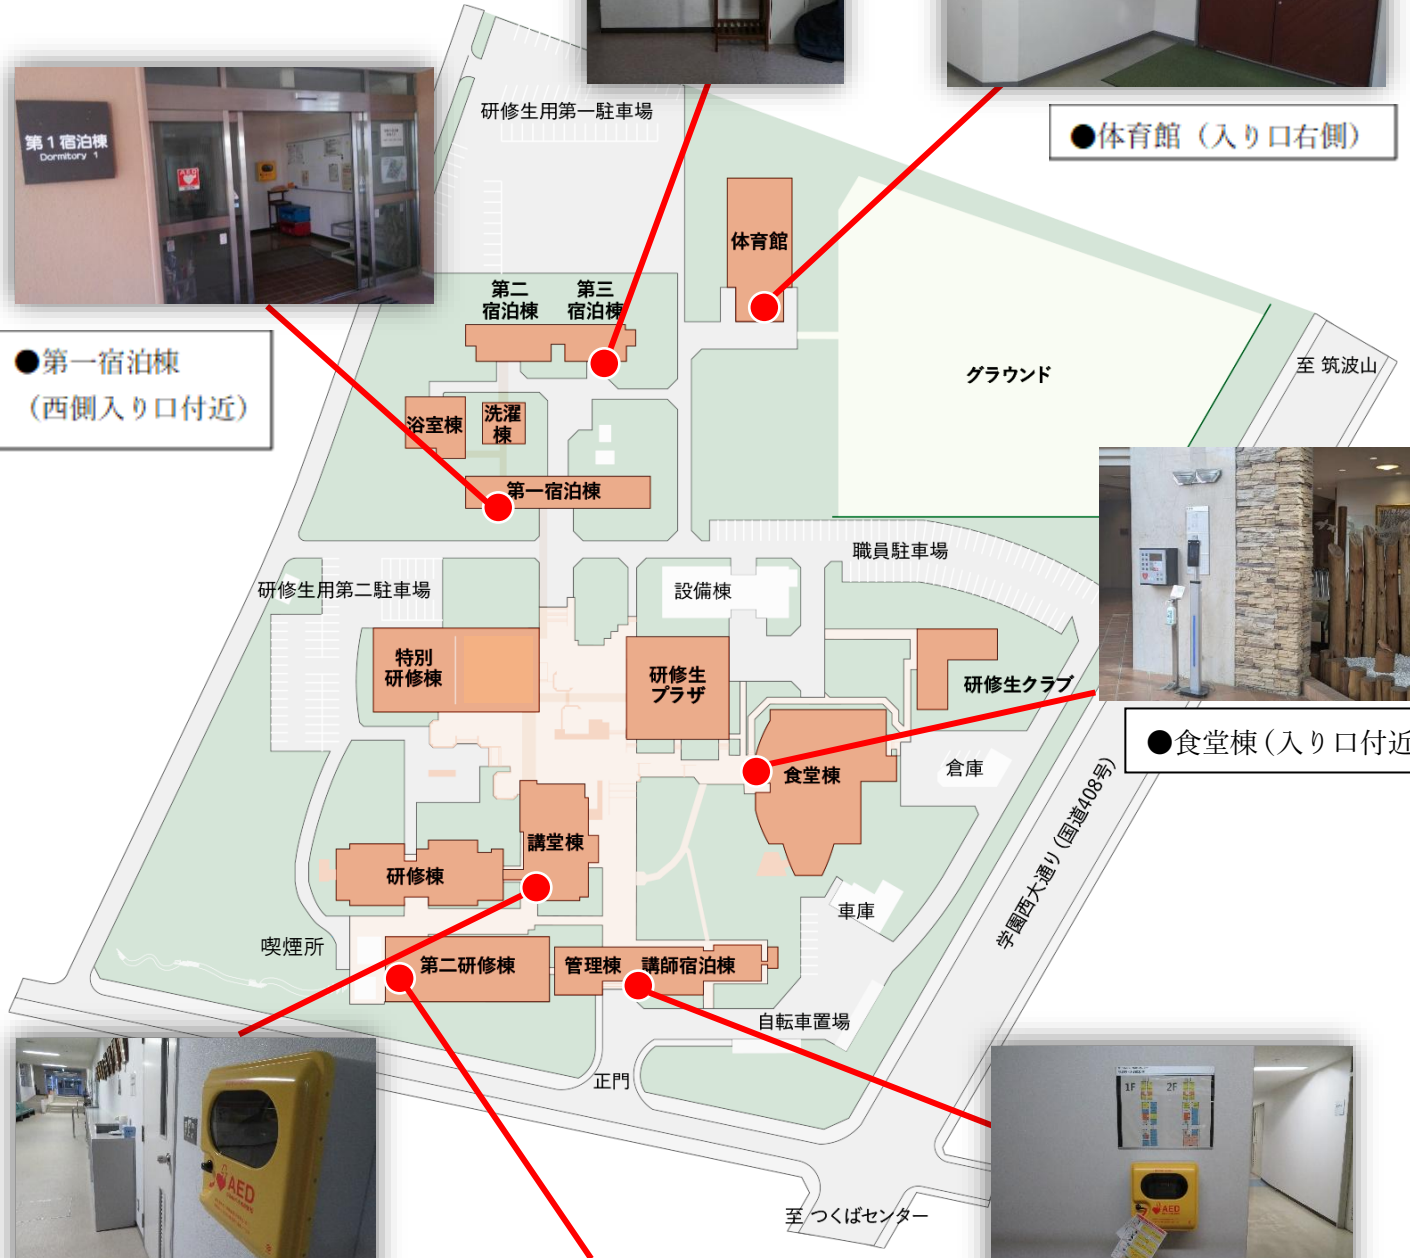 第1宿泊棟
Dormitory 1
AED
研修生用第一駐車場
●体育館（入り口右側）
体育館
第二
宿泊棟
第三
宿泊棟
●第一宿泊棟
（西側入り口付近）
グラウンド
至 筑波山
浴室棟
洗濯
棟
第一宿泊棟
職員駐車場
研修生用第二駐車場
設備棟
特別
研修棟
研修生
プラザ
研修生クラブ
●食堂棟（入り口付近
食堂棟
倉庫
学園西大通り（国道408号）
講堂棟
研修棟
車庫
喫煙所
第二研修棟
管理棟
講師宿泊棟
自転車置場
正門
AED
1F
2F
AED
至 つくばセンター